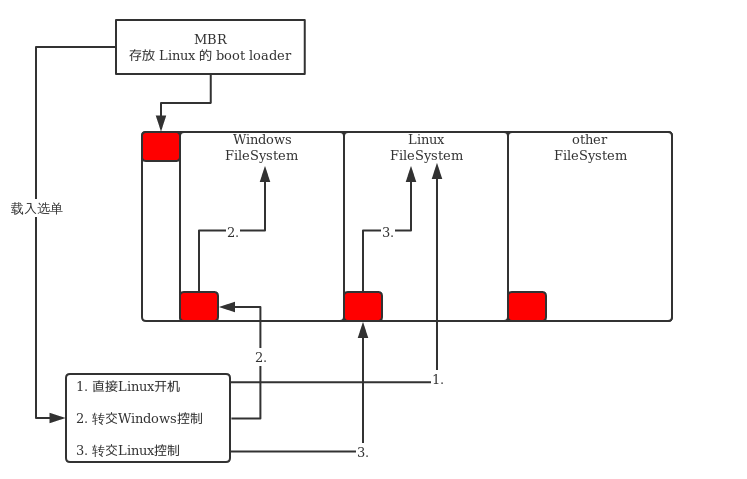 MBR
存放 Linux 的 boot loader
Windows
FileSystem
Linux
FileSystem
other
FileSystem
载入选单
2.
3.
2.
1.
1. 直接Linux开机
2. 转交Windows控制
3. 转交Linux控制
3.